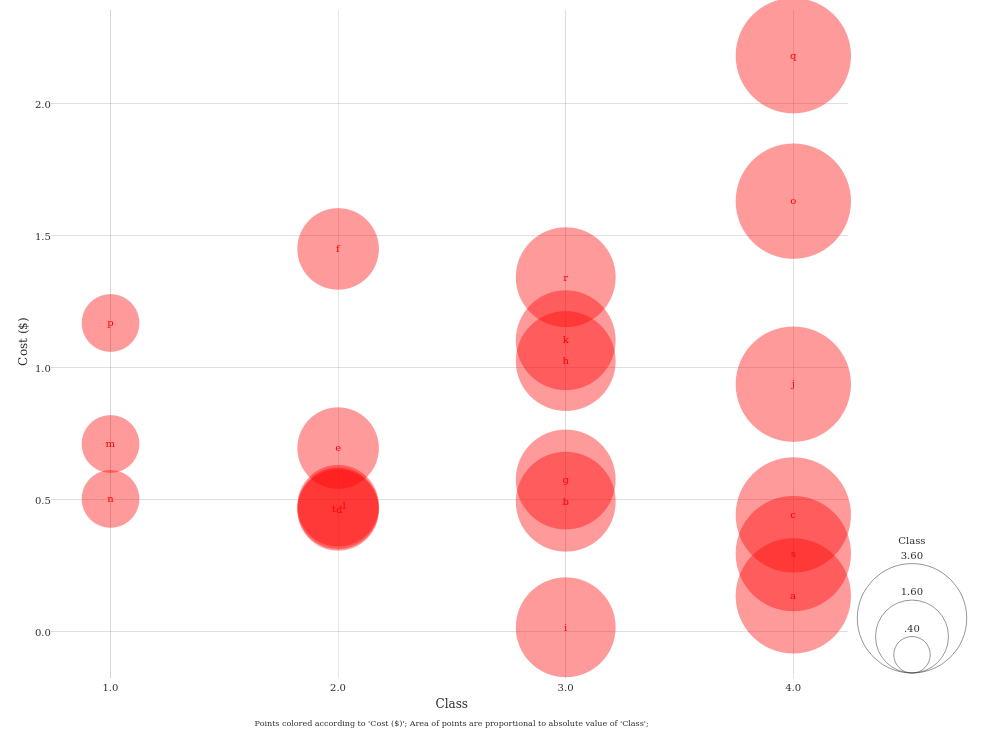 q
2.0
o
1.5
f
r
p
k
h
Cost ($)
1.0
j
m
e
g
n
0.5
b
t
d
l
c
Class
3.60
s
1.60
a
.40
i
0.0
1.0 2.0 3.0 4.0
Class
Points colored according to 'Cost ($)'; Area of points are proportional to absolute value of 'Class';